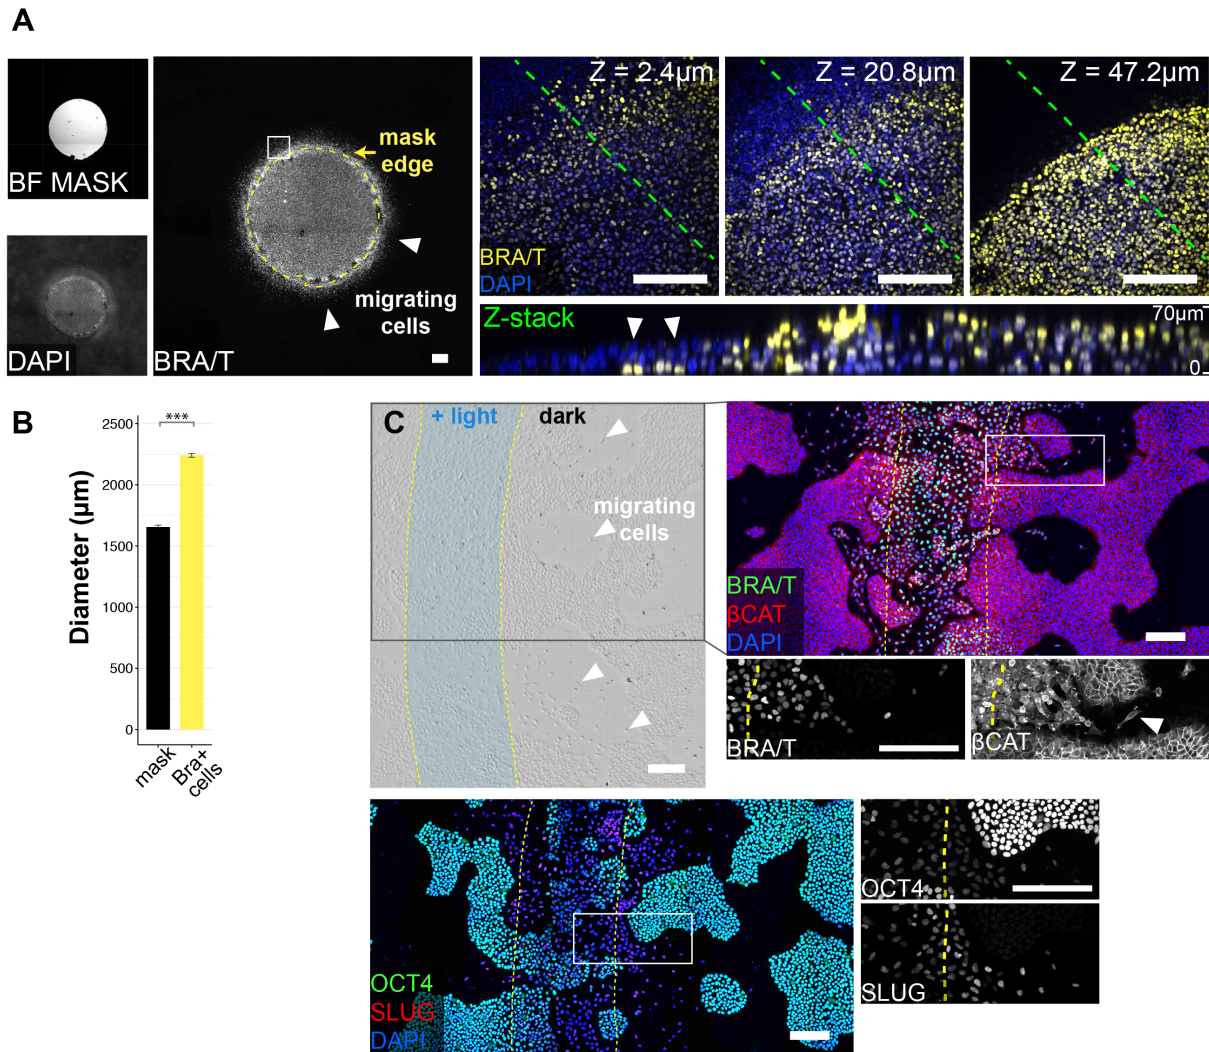 A
BF MASK
DAPI
mask
edge
migrating
cells
BRA/T
Z = 2.4µm
BRA/T
DAPI
Z = 20.8µm
Z = 47.2µm
Z-stack
70µm
0
B
***
2500
2000
1500
1000
500
0
Diameter (µm)
mask
Bra+
cells
C
+ light
dark
migrating
cells
BRA/T
βCAT
DAPI
BRA/T
βCAT
OCT4
SLUG
DAPI
OCT4
SLUG